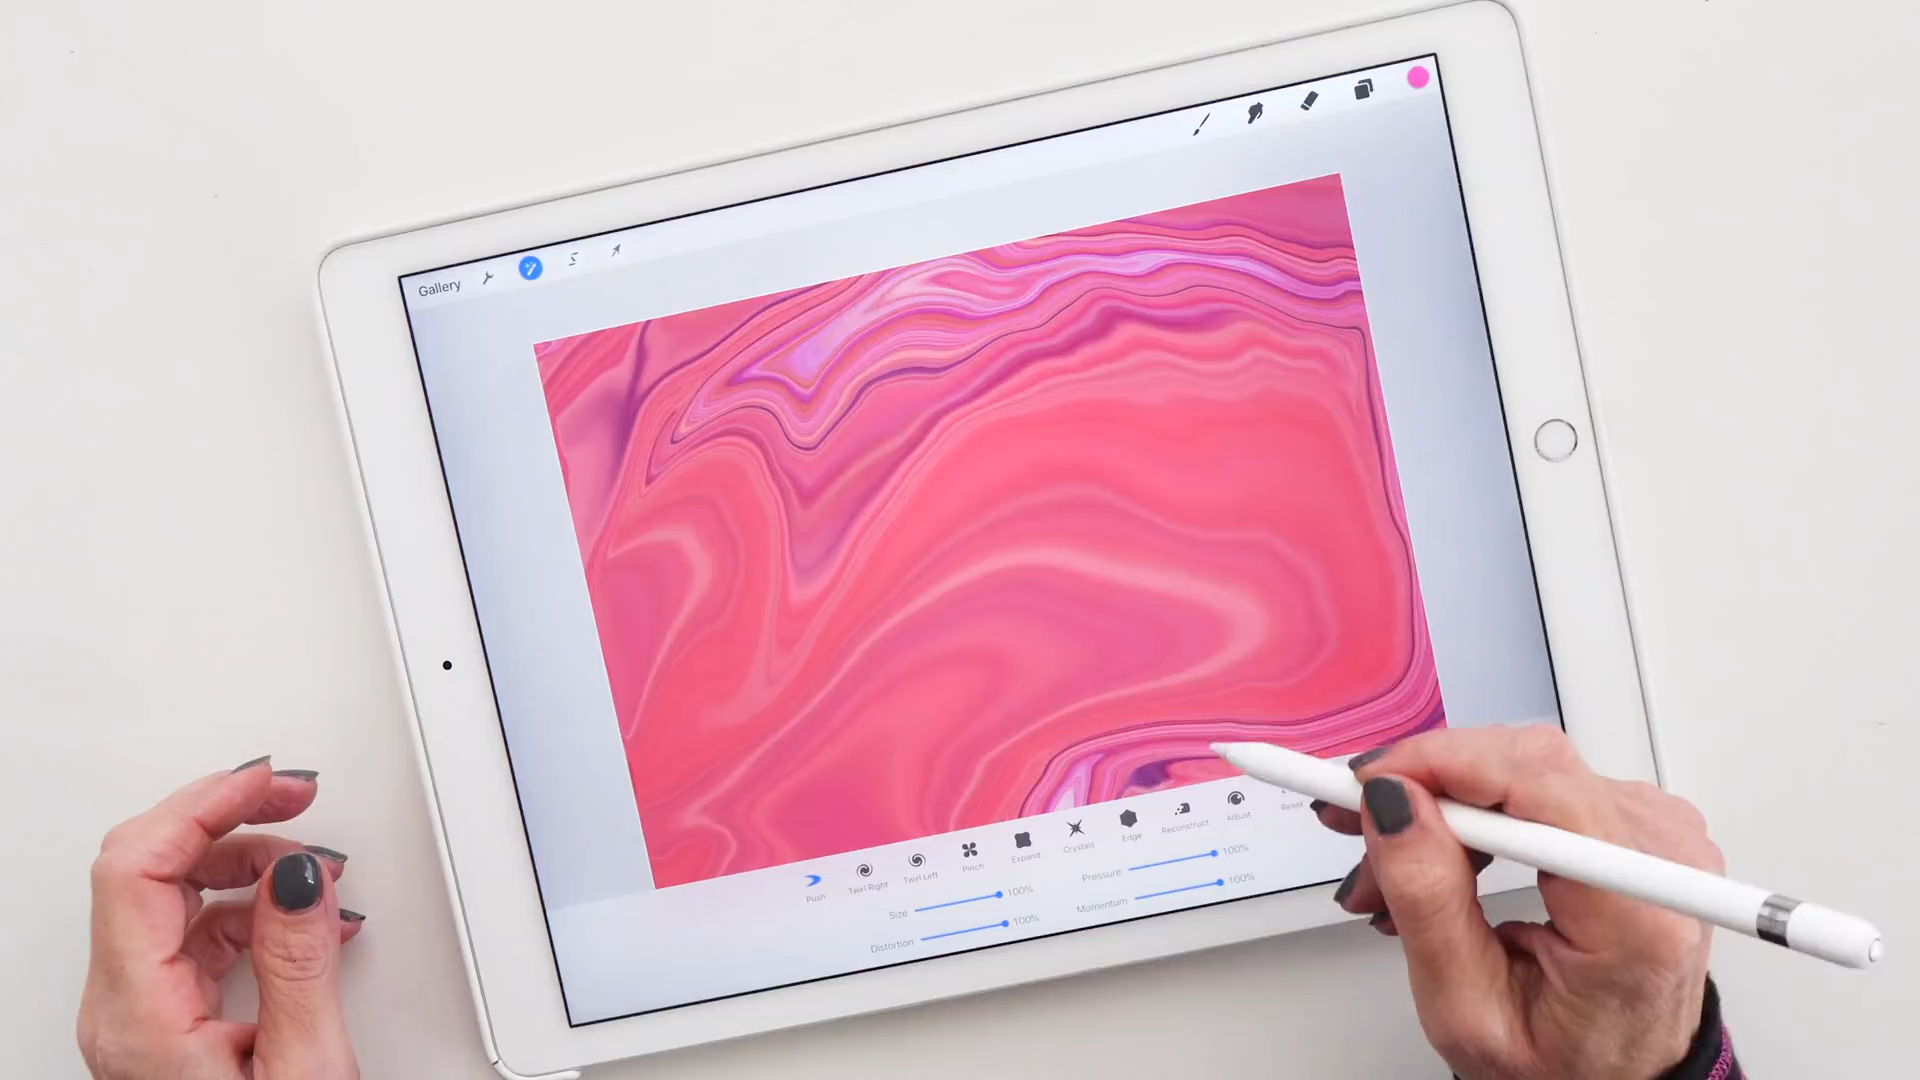 Gallery
Push
Twirl Right
Twirl Left
Pinch
Expand
Crystals
Edge
Reconstruct
Adjust
Reset
Size 100%
Pressure 100%
Distortion 100%
Momentum 100%